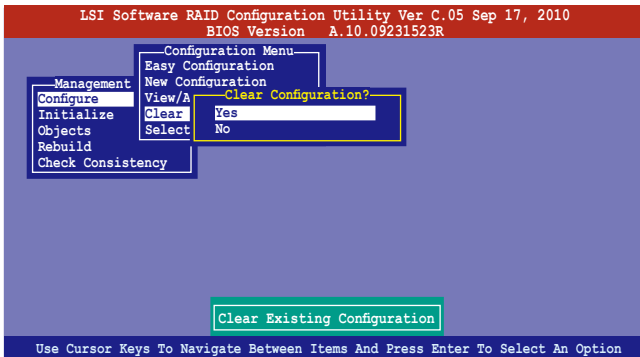 LSI Software RAID Configuration Utility Ver C.05 Sep 17, 2010
BIOS Version A.10.09231523R
Configuration Menu
Easy Configuration
New Configuration
View/A
Clear
Select
Management
Configure
Initialize
Objects
Rebuild
Check Consistency
Clear Configuration?
Yes
No
Clear Existing Configuration
Use Cursor Keys To Navigate Between Items And Press Enter To Select An Option